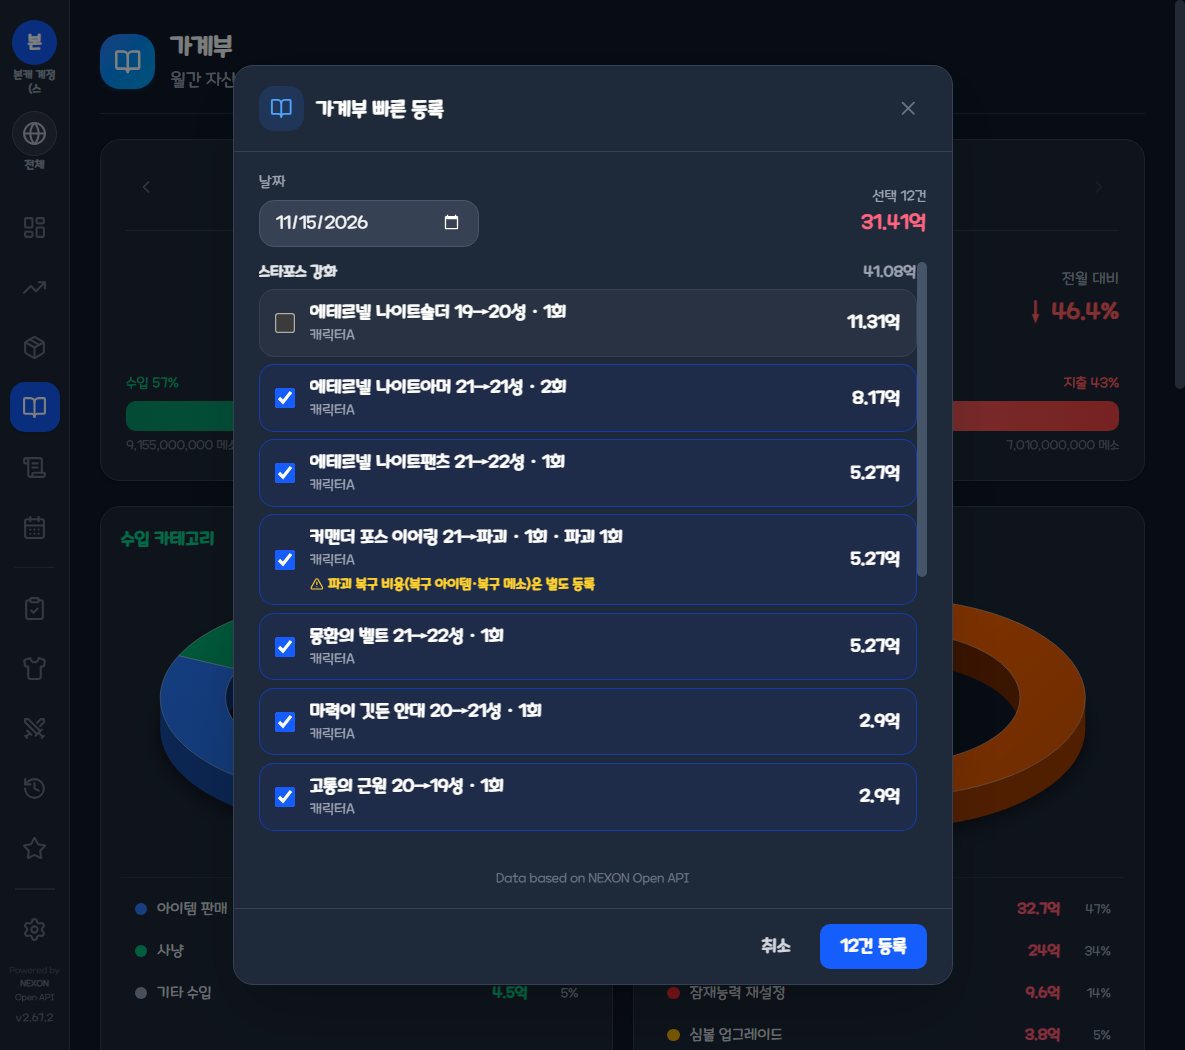 본
본캐 계정
(스
전체
Powered by
NEXON
Open API
v2.67.2
가계부
월간 자산
전월 대비
↓ 46.4%
수입 57%
지출 43%
9,155,000,000 메소
7,010,000,000 메소
수입 카테고리
아이템 판매
32.7억 47%
사냥
24억 34%
기타 수입 4.5억 5%
잠재능력 재설정 9.6억 14%
심볼 업그레이드 3.8억 5%
가계부 빠른 등록
날짜
11/15/2026
선택 12건
31.41억
스타포스 강화 41.08억
에테르넬 나이트숄더 19→20성 · 1회
캐릭터A
11.31억
에테르넬 나이트아머 21→21성 · 2회
캐릭터A
8.17억
에테르넬 나이트팬츠 21→22성 · 1회
캐릭터A
5.27억
커맨더 포스 이어링 21→파괴 · 1회 · 파괴 1회
캐릭터A
⚠ 파괴 복구 비용(복구 아이템·복구 메소)은 별도 등록
5.27억
몽환의 벨트 21→22성 · 1회
캐릭터A
5.27억
마력이 깃든 안대 20→21성 · 1회
캐릭터A
2.9억
고통의 근원 20→19성 · 1회
캐릭터A
2.9억
Data based on NEXON Open API
취소
12건 등록